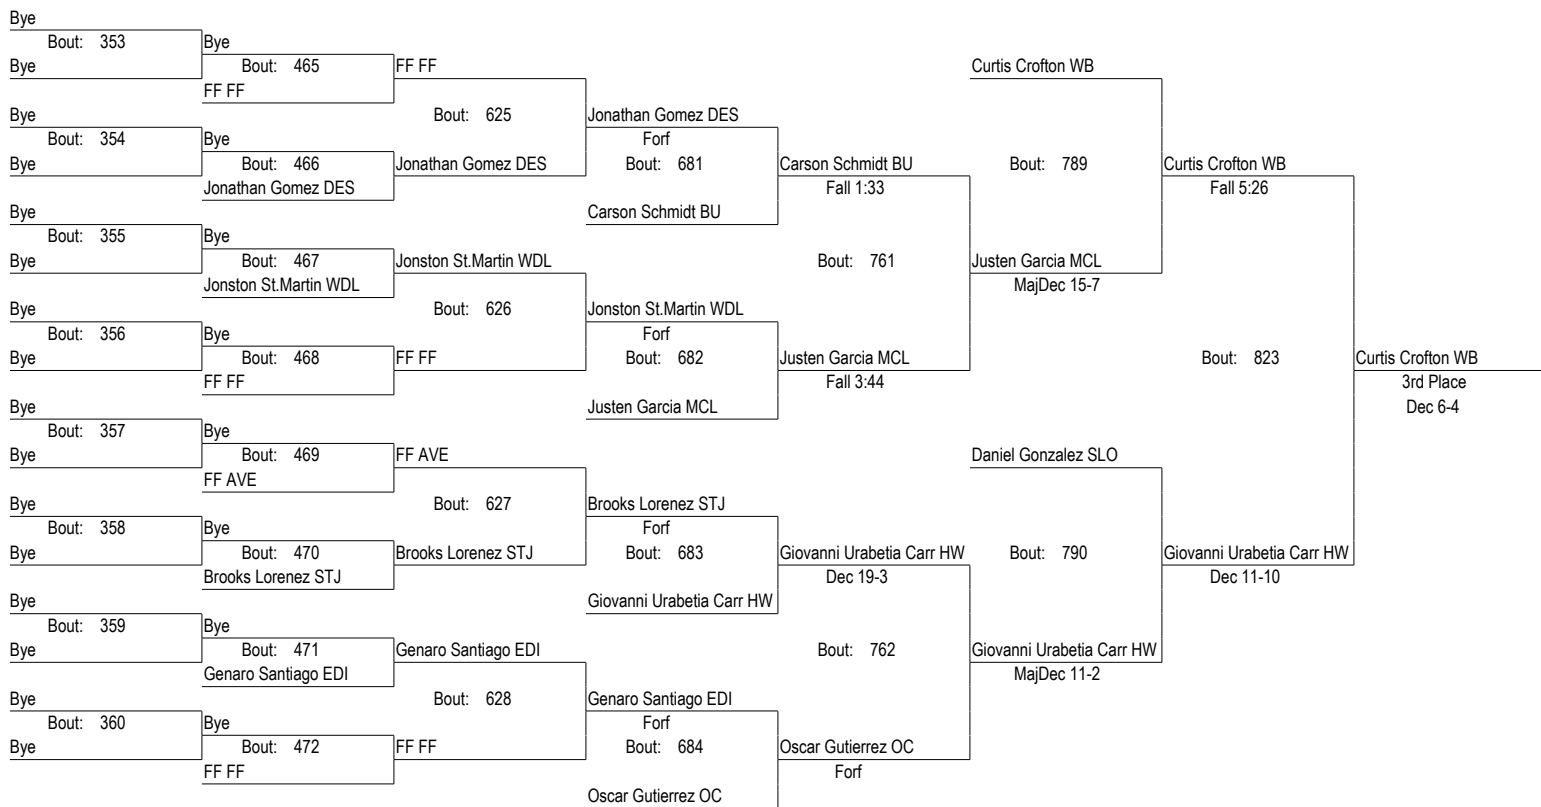 Bye
Bout: 353 Bye
Bye Bout: 465 FF FF Curtis Crofton WB
FF FF
Bye Bout: 625 Jonathan Gomez DES
Bout: 354 Bye Forf
Bye Bout: 466 Jonathan Gomez DES Bout: 681 Carson Schmidt BU Bout: 789 Curtis Crofton WB
Jonathan Gomez DES Fall 1:33 Fall 5:26
Bye Carson Schmidt BU
Bout: 355 Bye
Bye Bout: 467 Jonston St.Martin WDL Bout: 761 Justen Garcia MCL
Jonston St.Martin WDL MajDec 15-7
Bye Bout: 626 Jonston St.Martin WDL
Bout: 356 Bye Forf
Bye Bout: 468 FF FF Bout: 682 Justen Garcia MCL Bout: 823 Curtis Crofton WB
FF FF Fall 3:44 3rd Place
Bye Justen Garcia MCL Dec 6-4
Bout: 357 Bye
Bye Bout: 469 FF AVE Daniel Gonzalez SLO
FF AVE
Bye Bout: 627 Brooks Lorenez STJ
Bout: 358 Bye Forf
Bye Bout: 470 Brooks Lorenez STJ Bout: 683 Giovanni Urabetia Carr HW Bout: 790 Giovanni Urabetia Carr HW
Brooks Lorenez STJ Dec 19-3 Dec 11-10
Bye Giovanni Urabetia Carr HW
Bout: 359 Bye
Bye Bout: 471 Genaro Santiago EDI Bout: 762 Giovanni Urabetia Carr HW
Genaro Santiago EDI MajDec 11-2
Bye Bout: 628 Genaro Santiago EDI
Bout: 360 Bye Forf
Bye Bout: 472 FF FF Bout: 684 Oscar Gutierrez OC
FF FF Forf
Oscar Gutierrez OC